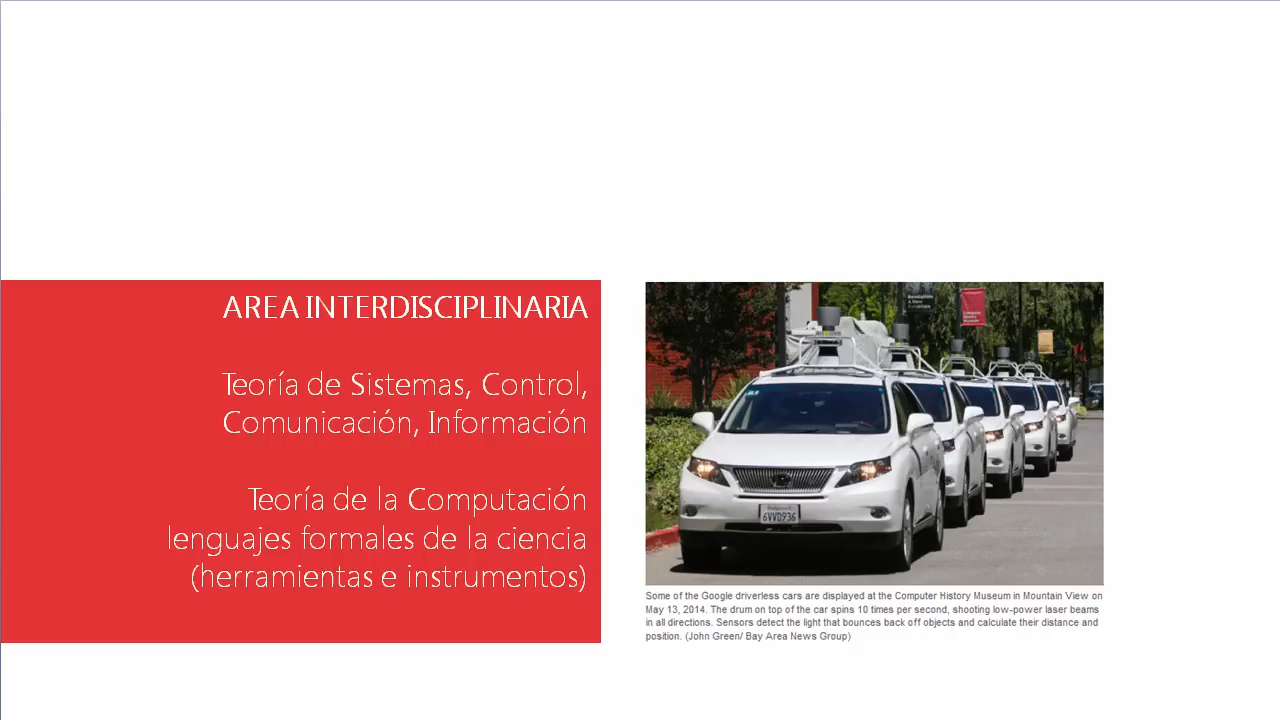 AREA INTERDISCIPLINARIA
Teoría de Sistemas, Control,
Comunicación, Información
Teoría de la Computación
lenguajes formales de la ciencia
(herramientas e instrumentos)
6VVD936
Some of the Google driverless cars are displayed at the Computer History Museum in Mountain View on
May 13, 2014. The drum on top of the car spins 10 times per second, shooting low-power laser beams
in all directions. Sensors detect the light that bounces back off objects and calculate their distance and
position. (John Green/ Bay Area News Group)